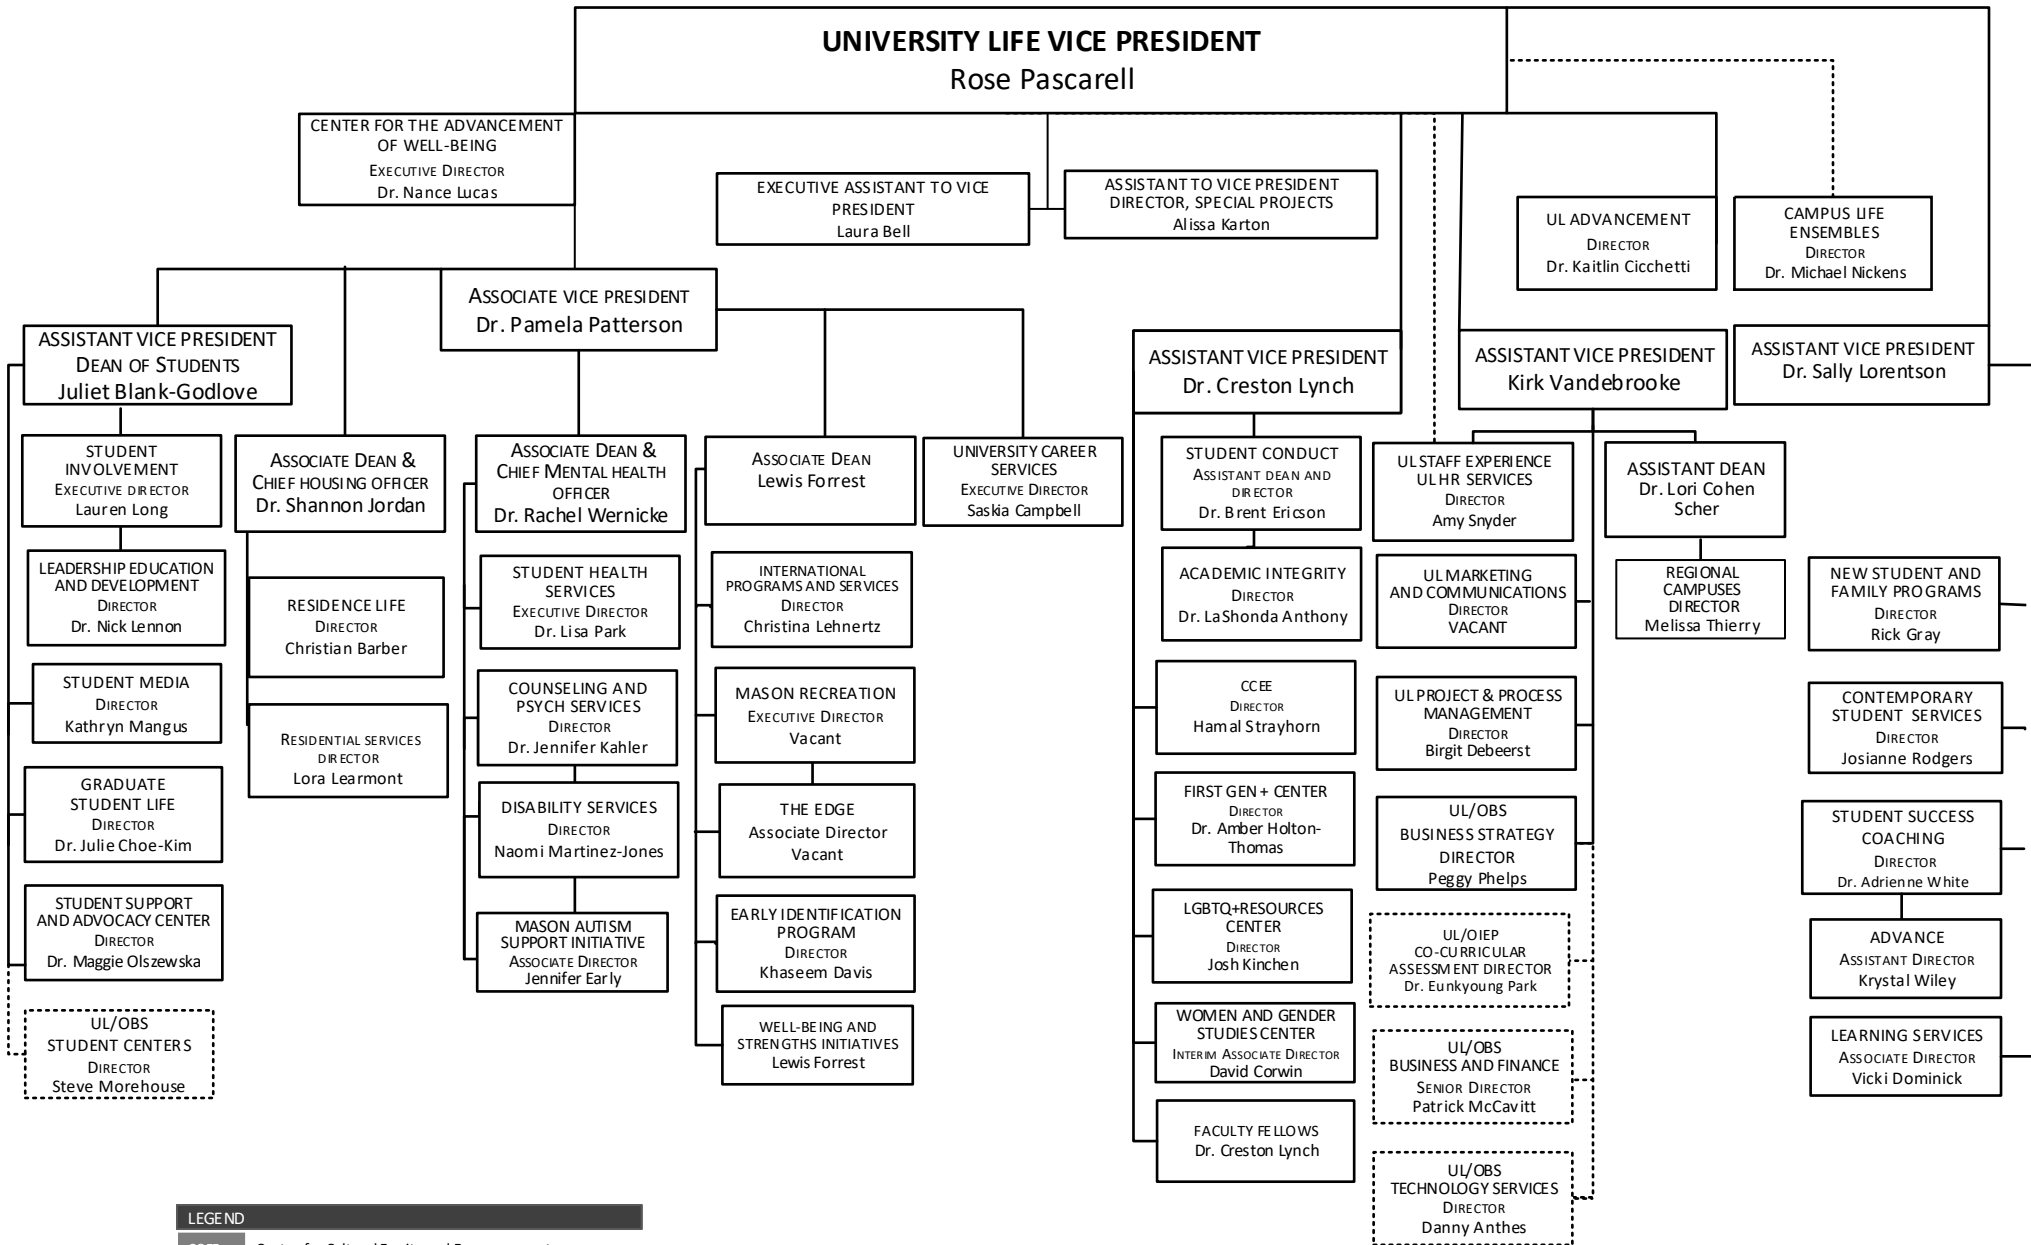 UNIVERSITY LIFE VICE PRESIDENT
Rose Pascarell
CENTER FOR THE ADVANCEMENT
OF WELL-BEING
EXECUTIVE DIRECTOR
Dr. Nance Lucas
EXECUTIVE ASSISTANT TO VICE
PRESIDENT
Laura Bell
ASSISTANT TO VICE PRESIDENT
DIRECTOR, SPECIAL PROJECTS
Alissa Karton
UL ADVANCEMENT
DIRECTOR
Dr. Kaitlin Cicchetti
CAMPUS LIFE
ENSEMBLES
DIRECTOR
Dr. Michael Nickens
ASSOCIATE VICE PRESIDENT
Dr. Pamela Patterson
ASSISTANT VICE PRESIDENT
DEAN OF STUDENTS
Juliet Blank-Godlove
ASSISTANT VICE PRESIDENT
Dr. Creston Lynch
ASSISTANT VICE PRESIDENT
Kirk Vandebrooke
ASSISTANT VICE PRESIDENT
Dr. Sally Lorentson
STUDENT
INVOLVEMENT
EXECUTIVE DIRECTOR
Lauren Long
LEADERSHIP EDUCATION
AND DEVELOPMENT
DIRECTOR
Dr. Nick Lennon
STUDENT MEDIA
DIRECTOR
Kathryn Mangus
GRADUATE
STUDENT LIFE
DIRECTOR
Dr. Julie Choe-Kim
STUDENT SUPPORT
AND ADVOCACY CENTER
DIRECTOR
Dr. Maggie Olszewska
UL/OBS
STUDENT CENTERS
DIRECTOR
Steve Morehouse
ASSOCIATE DEAN &
CHIEF HOUSING OFFICER
Dr. Shannon Jordan
RESIDENCE LIFE
DIRECTOR
Christian Barber
RESIDENTIAL SERVICES
DIRECTOR
Lora Learmont
ASSOCIATE DEAN &
CHIEF MENTAL HEALTH
OFFICER
Dr. Rachel Wernicke
STUDENT HEALTH
SERVICES
EXECUTIVE DIRECTOR
Dr. Lisa Park
COUNSELING AND
PSYCH SERVICES
DIRECTOR
Dr. Jennifer Kahler
DISABILITY SERVICES
DIRECTOR
Naomi Martinez-Jones
MASON AUTISM
SUPPORT INITIATIVE
ASSOCIATE DIRECTOR
Jennifer Early
ASSOCIATE DEAN
Lewis Forrest
INTERNATIONAL
PROGRAMS AND SERVICES
DIRECTOR
Christina Lehnertz
MASON RECREATION
EXECUTIVE DIRECTOR
Vacant
THE EDGE
Associate Director
Vacant
EARLY IDENTIFICATION
PROGRAM
DIRECTOR
Khaseem Davis
WELL-BEING AND
STRENGTHS INITIATIVES
Lewis Forrest
UNIVERSITY CAREER
SERVICES
EXECUTIVE DIRECTOR
Saskia Campbell
STUDENT CONDUCT
ASSISTANT DEAN AND
DIRECTOR
Dr. Brent Ericson
ACADEMIC INTEGRITY
DIRECTOR
Dr. LaShonda Anthony
CCEE
DIRECTOR
Hamal Strayhorn
FIRST GEN + CENTER
DIRECTOR
Dr. Amber Holton-
Thomas
LGBTQ+RESOURCES
CENTER
DIRECTOR
Josh Kinchen
WOMEN AND GENDER
STUDIES CENTER
INTERIM ASSOCIATE DIRECTOR
David Corwin
FACULTY FELLOWS
Dr. Creston Lynch
UL STAFF EXPERIENCE
UL HR SERVICES
DIRECTOR
Amy Snyder
UL MARKETING
AND COMMUNICATIONS
DIRECTOR
VACANT
UL PROJECT & PROCESS
MANAGEMENT
DIRECTOR
Birgit Debeerst
UL/OBS
BUSINESS STRATEGY
DIRECTOR
Peggy Phelps
UL/OIEP
CO-CURRICULAR
ASSESSMENT DIRECTOR
Dr. Eunkyoung Park
UL/OBS
BUSINESS AND FINANCE
SENIOR DIRECTOR
Patrick McCavitt
UL/OBS
TECHNOLOGY SERVICES
DIRECTOR
Danny Anthes
ASSISTANT DEAN
Dr. Lori Cohen
Scher
REGIONAL
CAMPUSES
DIRECTOR
Melissa Thierry
NEW STUDENT AND
FAMILY PROGRAMS
DIRECTOR
Rick Gray
CONTEMPORARY
STUDENT SERVICES
DIRECTOR
Josianne Rodgers
STUDENT SUCCESS
COACHING
DIRECTOR
Dr. Adrienne White
ADVANCE
ASSISTANT DIRECTOR
Krystal Wiley
LEARNING SERVICES
ASSOCIATE DIRECTOR
Vicki Dominick
LEGEND